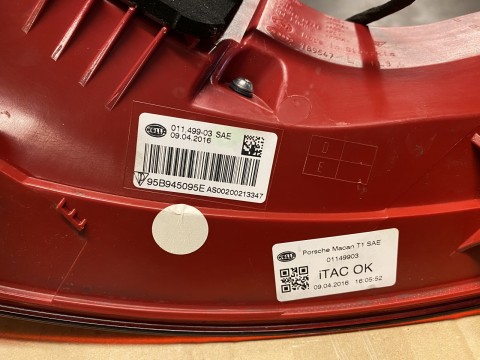 HELLA
011.499-03 SAE
09.04.2016
95B945095E AS00200213347
D
E
HELLA
Porsche Macan T1 SAE
01149903
iTAC OK
09.04.2016 16:05:52